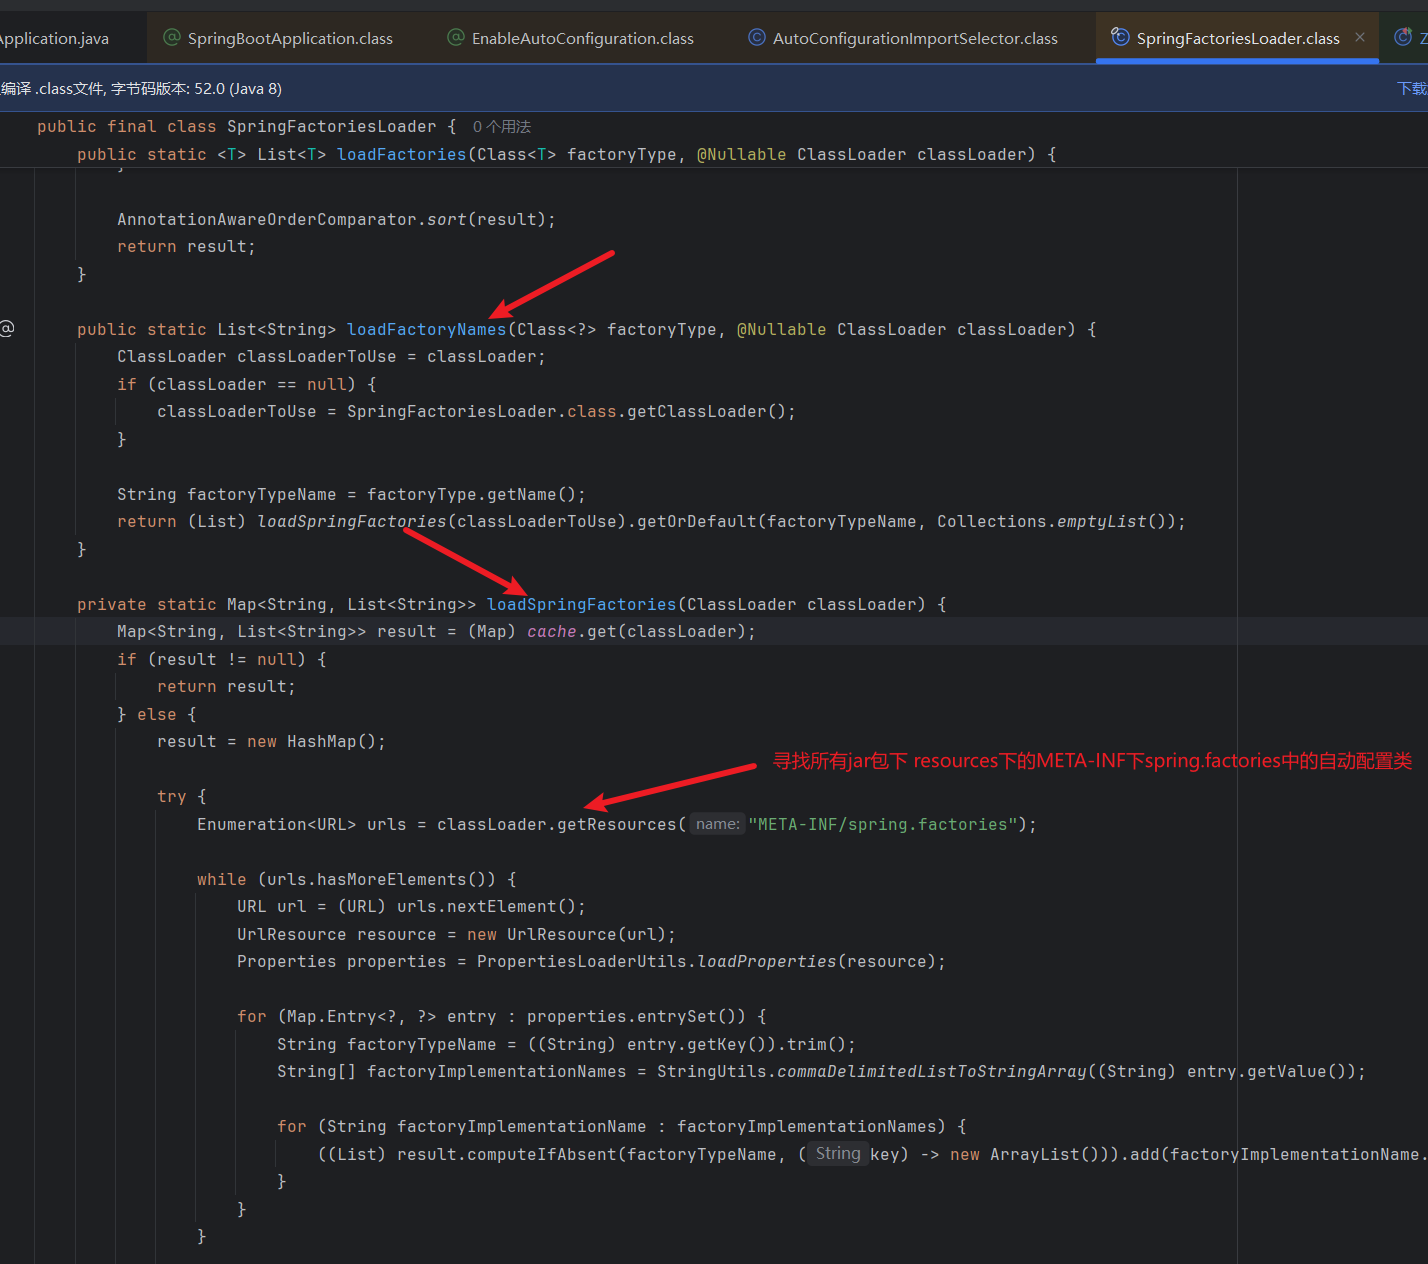 Application.java SpringBootApplication.class EnableAutoConfiguration.class AutoConfigurationImportSelector.class SpringFactoriesLoader.class
编译 .class文件, 字节码版本: 52.0 (Java 8) 下载
public final class SpringFactoriesLoader { 0 个用法
public static <T> List<T> loadFactories(Class<T> factoryType, @Nullable ClassLoader classLoader) {
}
AnnotationAwareOrderComparator.sort(result);
return result;
}
public static List<String> loadFactoryNames(Class<?> factoryType, @Nullable ClassLoader classLoader) {
ClassLoader classLoaderToUse = classLoader;
if (classLoader == null) {
classLoaderToUse = SpringFactoriesLoader.class.getClassLoader();
}
String factoryTypeName = factoryType.getName();
return (List) loadSpringFactories(classLoaderToUse).getOrDefault(factoryTypeName, Collections.emptyList());
}
private static Map<String, List<String>> loadSpringFactories(ClassLoader classLoader) {
Map<String, List<String>> result = (Map) cache.get(classLoader);
if (result != null) {
return result;
} else {
result = new HashMap();
寻找所有jar包下 resources下的META-INF下spring.factories中的自动配置类
try {
Enumeration<URL> urls = classLoader.getResources( name: "META-INF/spring.factories");
while (urls.hasMoreElements()) {
URL url = (URL) urls.nextElement();
UrlResource resource = new UrlResource(url);
Properties properties = PropertiesLoaderUtils.loadProperties(resource);
for (Map.Entry<?, ?> entry : properties.entrySet()) {
String factoryTypeName = ((String) entry.getKey()).trim();
String[] factoryImplementationNames = StringUtils.commaDelimitedListToStringArray((String) entry.getValue());
for (String factoryImplementationName : factoryImplementationNames) {
((List) result.computeIfAbsent(factoryTypeName, ( String key) -> new ArrayList())).add(factoryImplementationName.
}
}
}